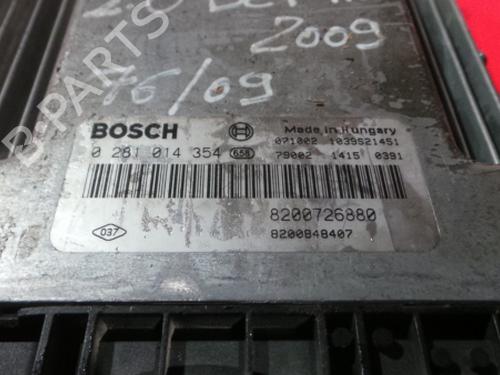 2009
76/09
B-PARTS
BOSCH
Made in Hungary
071002 1039S21451
0 281 014 354 658
79002 1415 0391
8200726880
037
8200848407